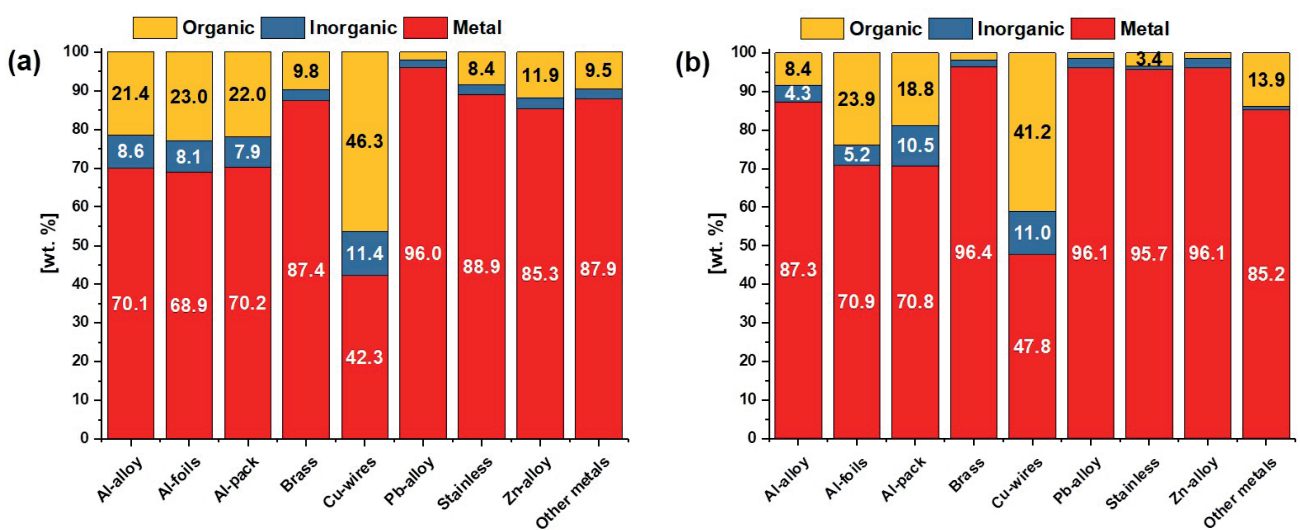 (a)
Organic Inorganic Metal
[wt. %]
100
90
80
70
60
50
40
30
20
10
0
21.4 23.0 22.0 9.8 46.3 8.4 11.9 9.5
8.6 8.1 7.9 11.4
70.1 68.9 70.2 87.4 42.3 96.0 88.9 85.3 87.9
Al-alloy Al-foils Al-pack Brass Cu-wires Pb-alloy Stainless Zn-alloy Other metals
(b)
Organic Inorganic Metal
[wt. %]
100
90
80
70
60
50
40
30
20
10
0
8.4 23.9 18.8 41.2 3.4 13.9
4.3 5.2 10.5 11.0
87.3 70.9 70.8 96.4 47.8 96.1 95.7 96.1 85.2
Al-alloy Al-foils Al-pack Brass Cu-wires Pb-alloy Stainless Zn-alloy Other metals